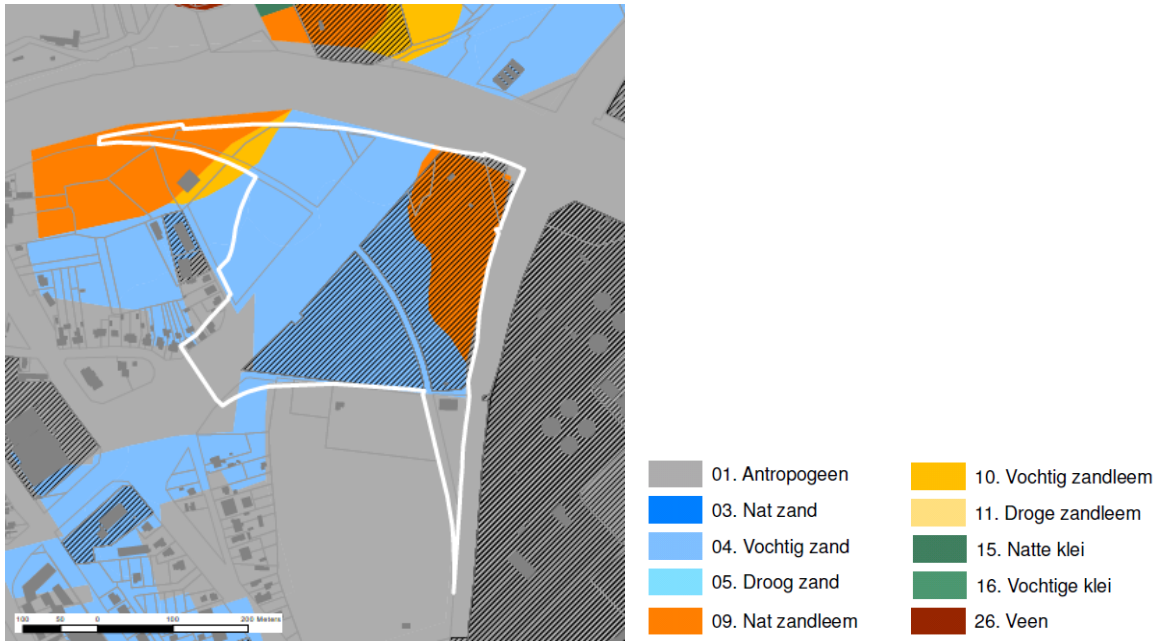 100 50 0 100 200 Meters
01. Antropogeen
03. Nat zand
04. Vochtig zand
05. Droog zand
09. Nat zandleem
10. Vochtig zandleem
11. Droge zandleem
15. Natte klei
16. Vochtige klei
26. Veen